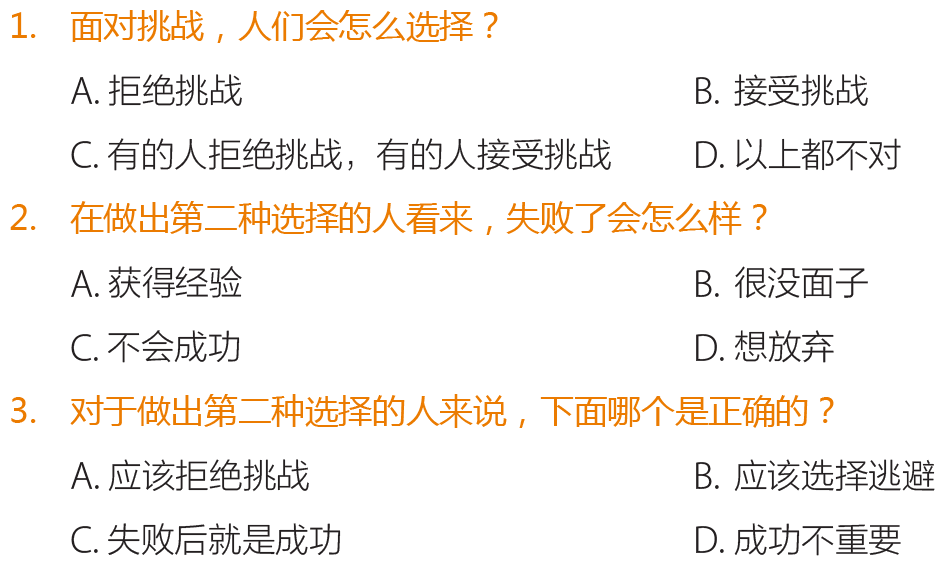 1. 面对挑战，人们会怎么选择？
A. 拒绝挑战 B. 接受挑战
C. 有的人拒绝挑战，有的人接受挑战 D. 以上都不对
2. 在做出第二种选择的人看来，失败了会怎么样？
A. 获得经验 B. 很没面子
C. 不会成功 D. 想放弃
3. 对于做出第二种选择的人来说，下面哪个是正确的？
A. 应该拒绝挑战 B. 应该选择逃避
C. 失败后就是成功 D. 成功不重要